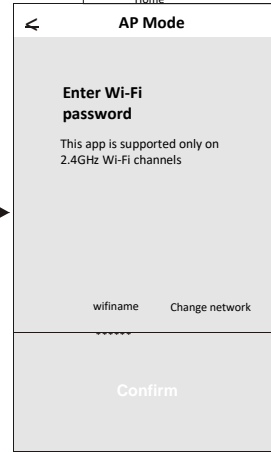 AP Mode
Enter Wi-Fi
password
This app is supported only on
2.4GHz Wi-Fi channels
wifiname Change network
Confirm